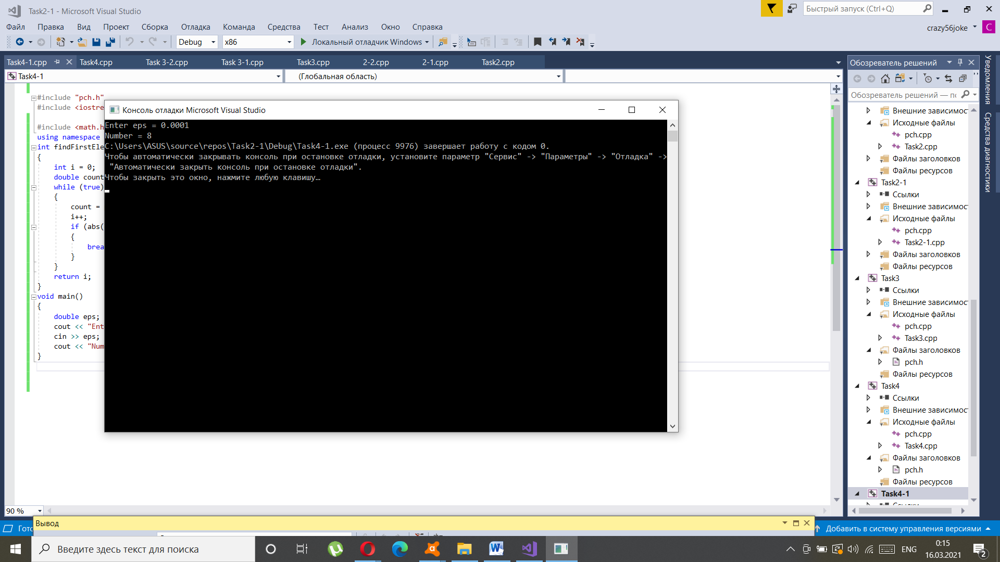 Task2-1 - Microsoft Visual Studio
Быстрый запуск (Ctrl+Q)
Файл Правка Вид Проект Сборка Отладка Команда Средства Тест Анализ Окно Справка
crazy56joke C
Debug x86 Локальный отладчик Windows
Task4-1.cpp Task4.cpp Task 3-2.cpp Task 3-1.cpp Task3.cpp 2-2.cpp 2-1.cpp Task2.cpp
Task4-1 (Глобальная область)
#include "pch.h"
#include <iostre
#include <math.h
using namespace
int findFirstEle
{
int i = 0;
double count
while (true)
{
count =
i++;
if (abs(
{
brea
}
}
return i;
}
void main()
{
double eps;
cout << "Ent
cin >> eps;
cout << "Num
}
Консоль отладки Microsoft Visual Studio
Enter eps = 0.0001
Number = 8
C:\Users\ASUS\source\repos\Task2-1\Debug\Task4-1.exe (процесс 9976) завершает работу с кодом 0.
Чтобы автоматически закрывать консоль при остановке отладки, установите параметр "Сервис" -> "Параметры" -> "Отладка" ->
"Автоматически закрыть консоль при остановке отладки".
Чтобы закрыть это окно, нажмите любую клавишу…
Обозреватель решений
Обозреватель решений — по
Внешние зависимост
Исходные файлы
pch.cpp
Task2.cpp
Файлы заголовков
Файлы ресурсов
Task2-1
Ссылки
Внешние зависимост
Исходные файлы
pch.cpp
Task2-1.cpp
Файлы заголовков
Файлы ресурсов
Task3
Ссылки
Внешние зависимост
Исходные файлы
pch.cpp
Task3.cpp
Файлы заголовков
pch.h
Файлы ресурсов
Task4
Ссылки
Внешние зависимост
Исходные файлы
pch.cpp
Task4.cpp
Файлы заголовков
pch.h
Файлы ресурсов
Task4-1
Ссылки
Уведомления
Средства диагностики
90 %
Вывод
Гото
Добавить в систему управления версиями
Введите здесь текст для поиска
ENG
0:15
16.03.2021
2